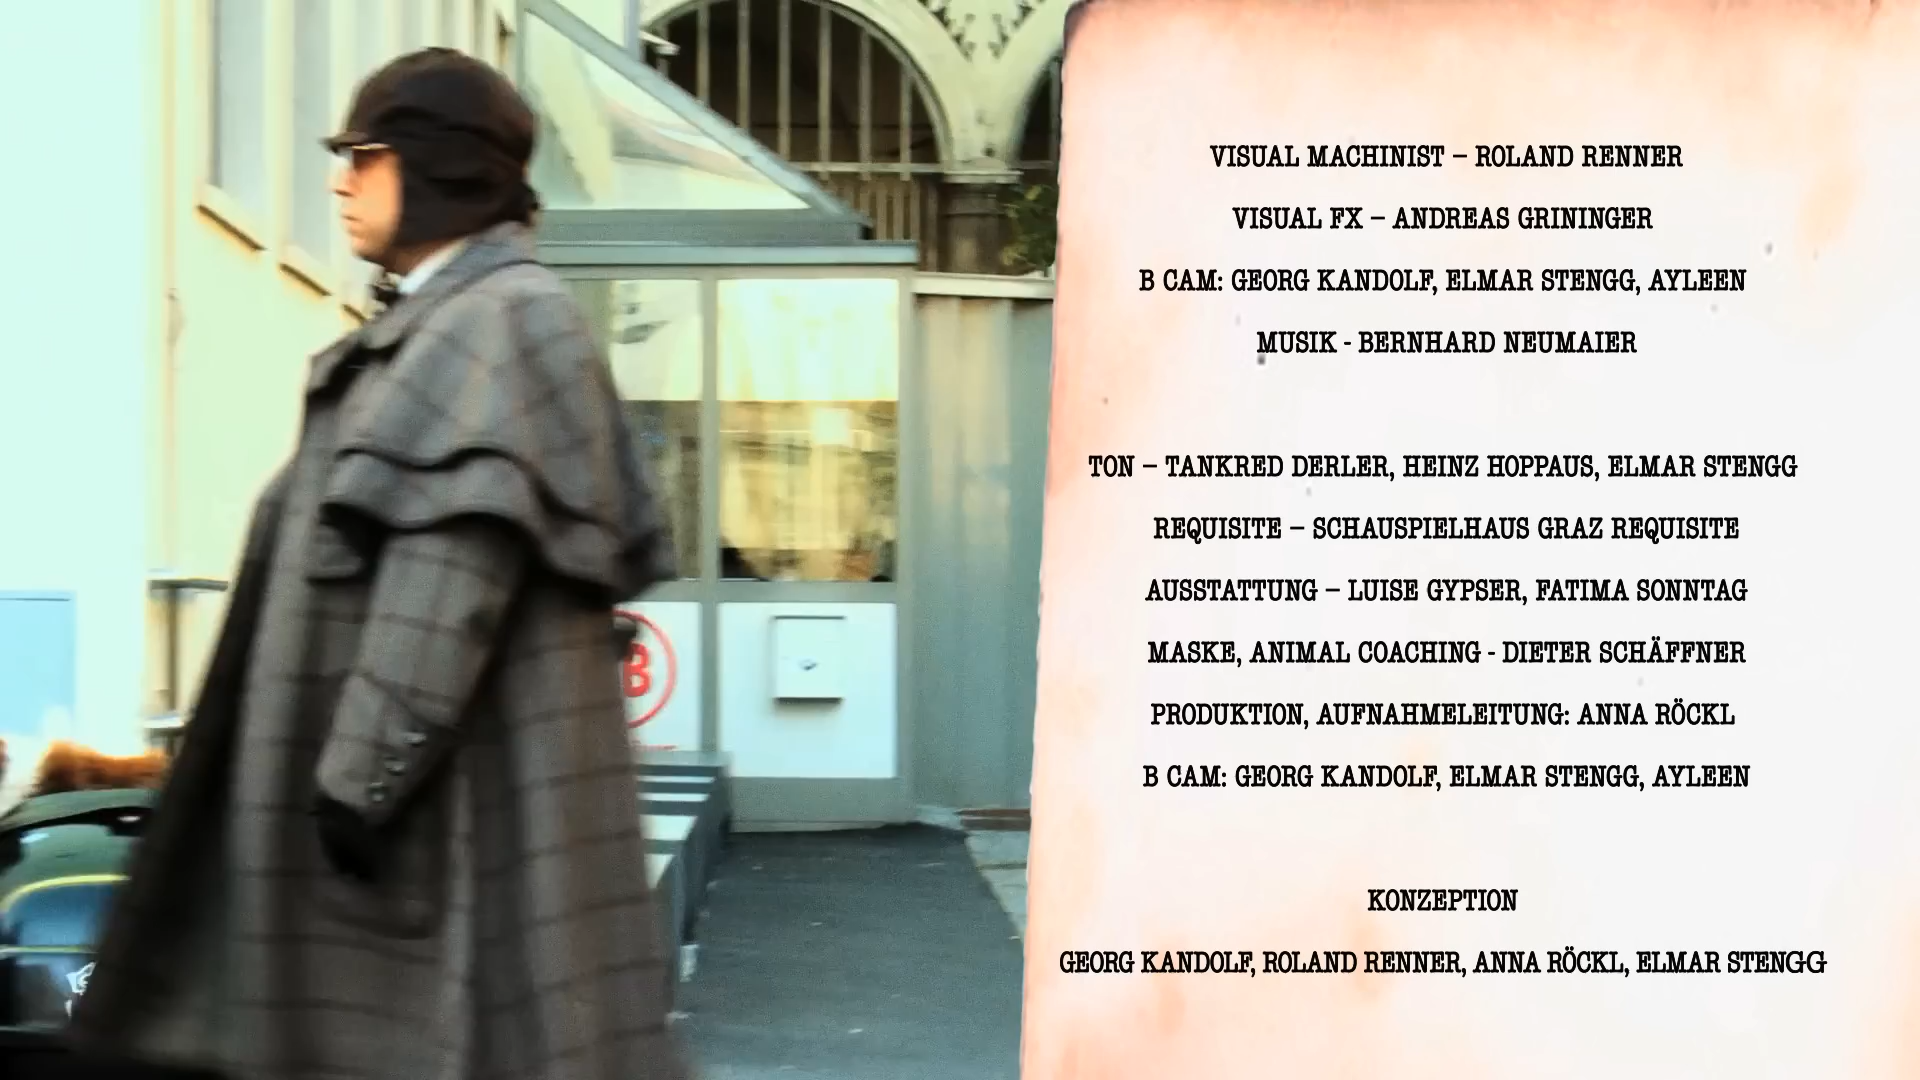 VISUAL MACHINIST – ROLAND RENNER
VISUAL FX – ANDREAS GRININGER
B CAM: GEORG KANDOLF, ELMAR STENGG, AYLEEN
MUSIK - BERNHARD NEUMAIER
TON – TANKRED DERLER, HEINZ HOPPAUS, ELMAR STENGG
REQUISITE – SCHAUSPIELHAUS GRAZ REQUISITE
AUSSTATTUNG – LUISE GYPSER, FATIMA SONNTAG
MASKE, ANIMAL COACHING - DIETER SCHÄFFNER
PRODUKTION, AUFNAHMELEITUNG: ANNA RÖCKL
B CAM: GEORG KANDOLF, ELMAR STENGG, AYLEEN
KONZEPTION
GEORG KANDOLF, ROLAND RENNER, ANNA RÖCKL, ELMAR STENGG
B